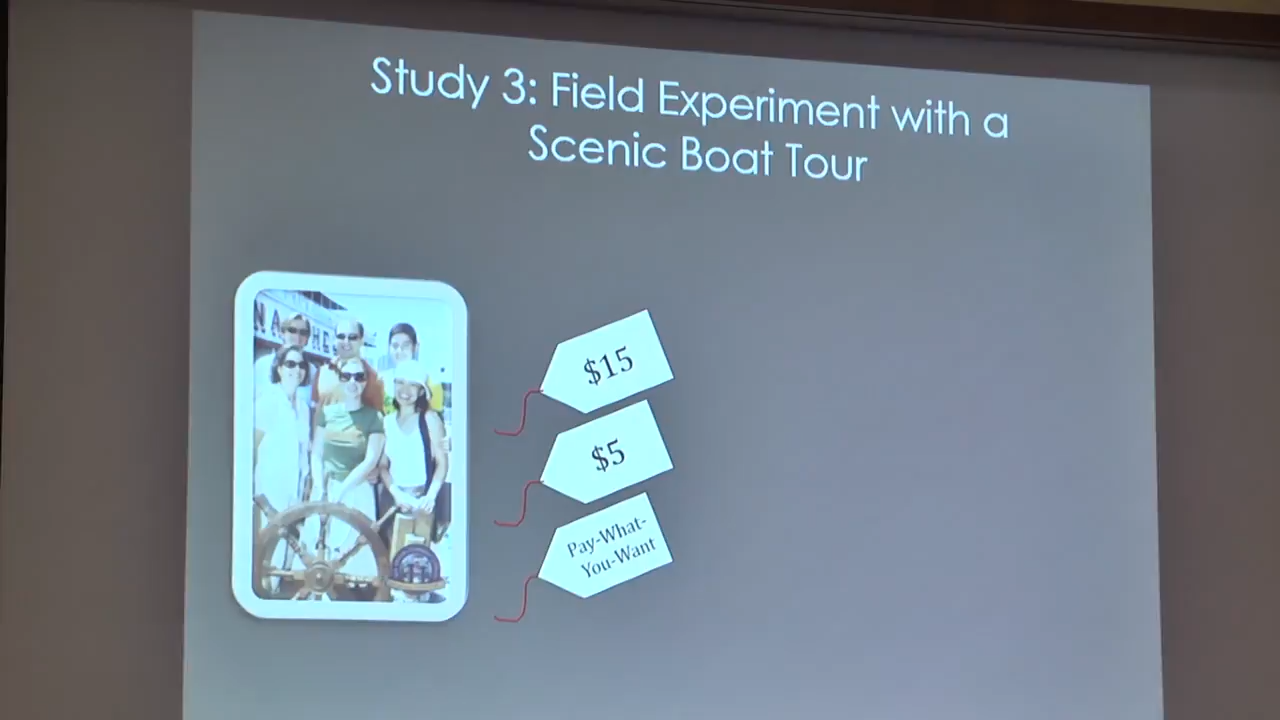 Study 3: Field Experiment with a
Scenic Boat Tour
$15
$5
Pay-What-
You-Want